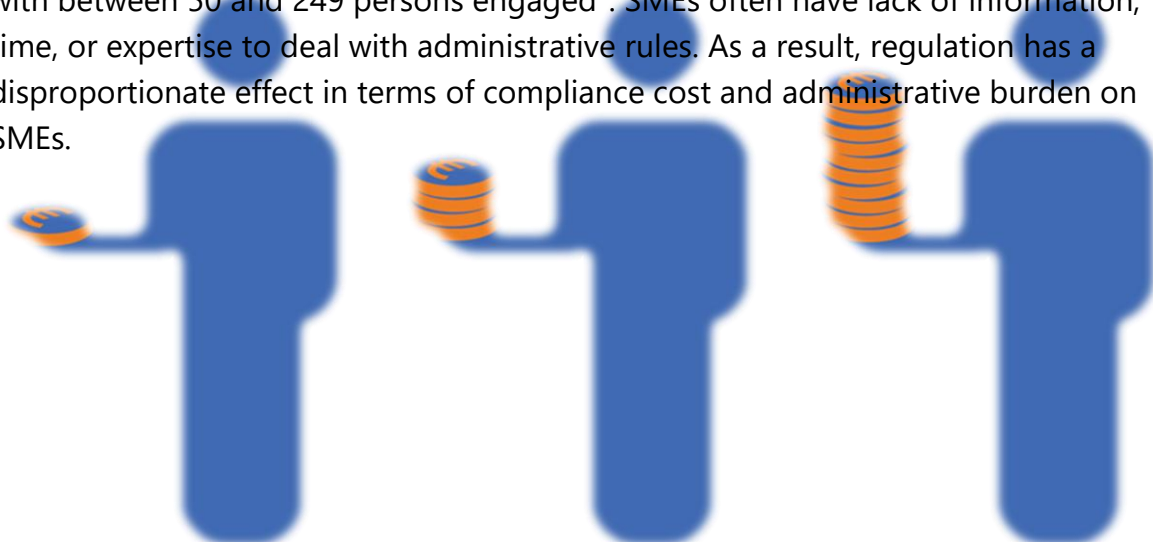 with between 50 and 249 persons engaged". SMEs often have lack of information,
time, or expertise to deal with administrative rules. As a result, regulation has a
disproportionate effect in terms of compliance cost and administrative burden on
SMEs.